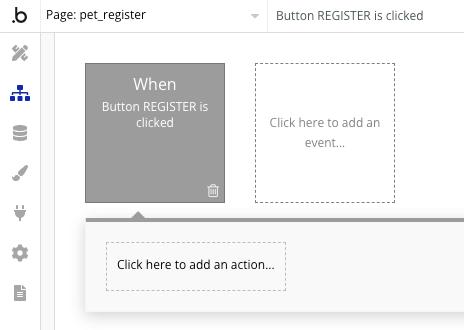 .b
Page: pet_register
Button REGISTER is clicked
When
Button REGISTER is
clicked
Click here to add an
event...
Click here to add an action...